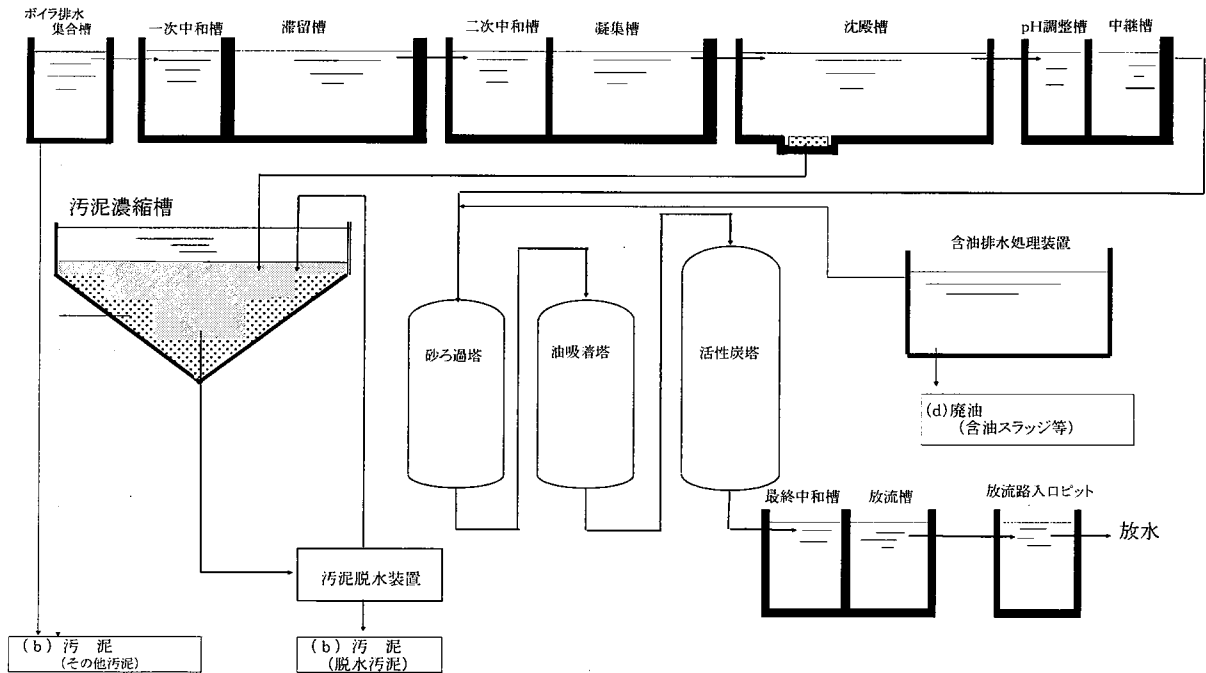 ボイラ排水
集合槽
一次中和槽
滞留槽
二次中和槽
凝集槽
沈殿槽
pH調整槽
中継槽
汚泥濃縮槽
含油排水処理装置
砂ろ過塔
油吸着塔
活性炭塔
(d)廃油
(含油スラッジ等)
最終中和槽
放流槽
放流路入口ピット
放水
汚泥脱水装置
(b)汚泥
(その他汚泥)
(b)汚泥
(脱水汚泥)